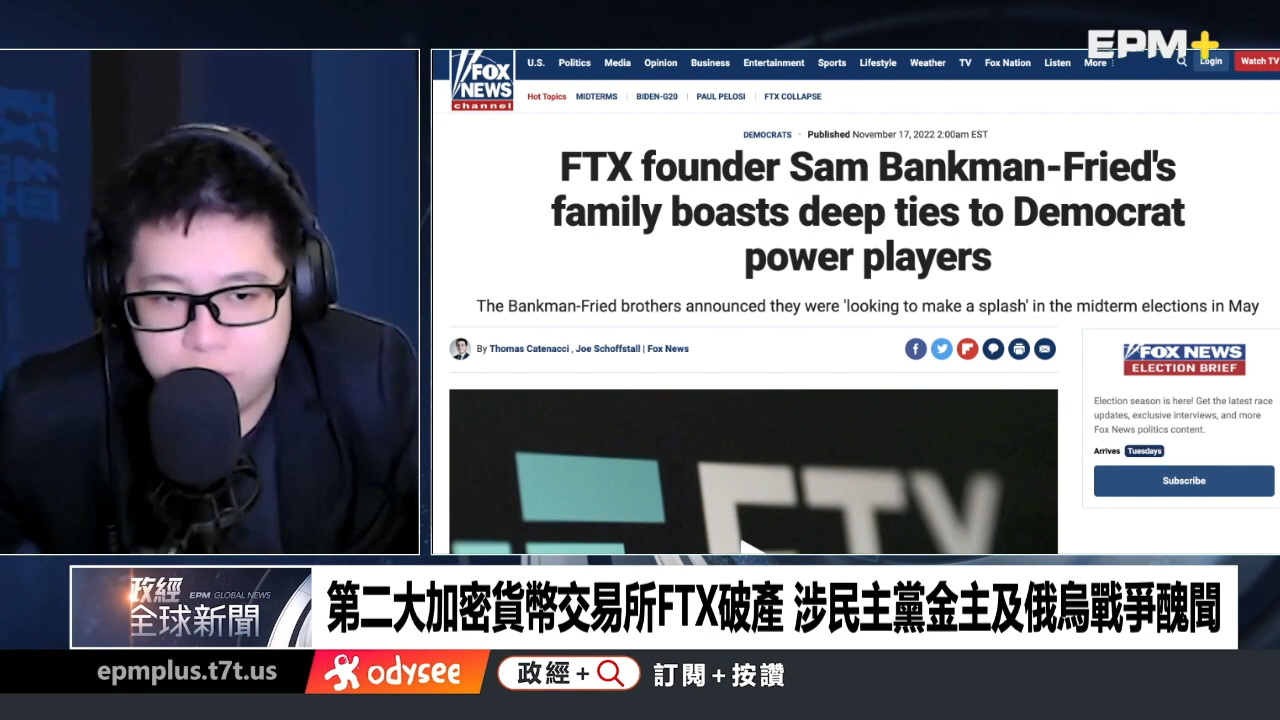 EPM+
FOX
NEWS
channel
U.S. Politics Media Opinion Business Entertainment Sports Lifestyle Weather TV Fox Nation Listen More Login Watch TV
Hot Topics MIDTERMS BIDEN-G20 PAUL PELOSI FTX COLLAPSE
DEMOCRATS · Published November 17, 2022 2:00am EST
FTX founder Sam Bankman-Fried's
family boasts deep ties to Democrat
power players
The Bankman-Fried brothers announced they were 'looking to make a splash' in the midterm elections in May
By Thomas Catenacci , Joe Schoffstall | Fox News
FOX NEWS
ELECTION BRIEF
Election season is here! Get the latest race
updates, exclusive interviews, and more
Fox News politics content.
Arrives Tuesdays
Subscribe
FTX
政經 EPM GLOBAL NEWS
全球新聞
第二大加密貨幣交易所FTX破產 涉民主黨金主及俄烏戰爭醜聞
epmplus.t7t.us odysee 政經+ 訂閱+按讚